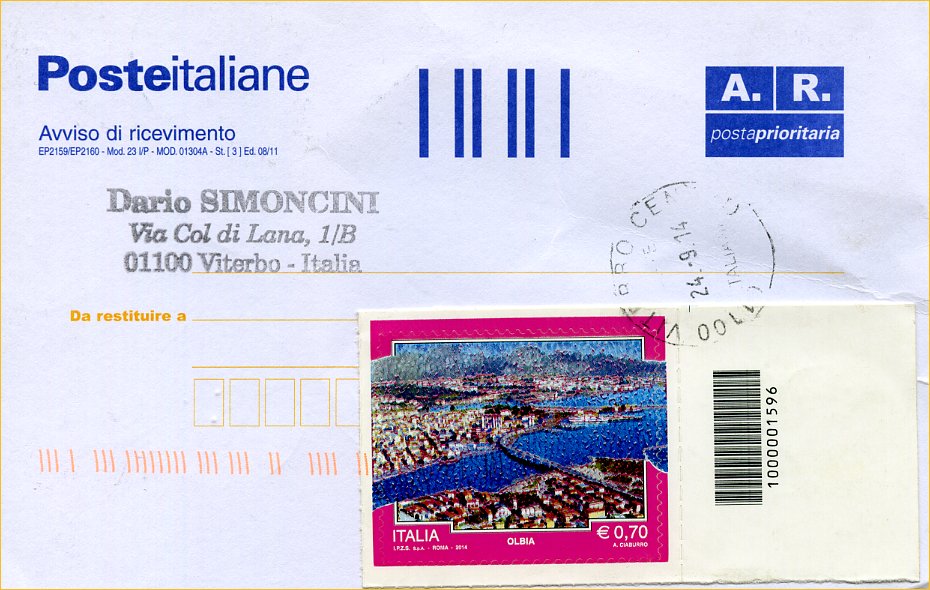 Posteitaliane
A. R.
postaprioritaria
Avviso di ricevimento
EP2159/EP2160 - Mod. 23 I/P - MOD. 01304A - St. [ 3 ] Ed. 08/11
Dario SIMONCINI
Via Col di Lana, 1/B
01100 Viterbo - Italia
24.-9.14
Da restituire a
1000001596
ITALIA
OLBIA
€ 0,70
I.P.Z.S. S.p.A. - ROMA - 2014
A. CIABURRO